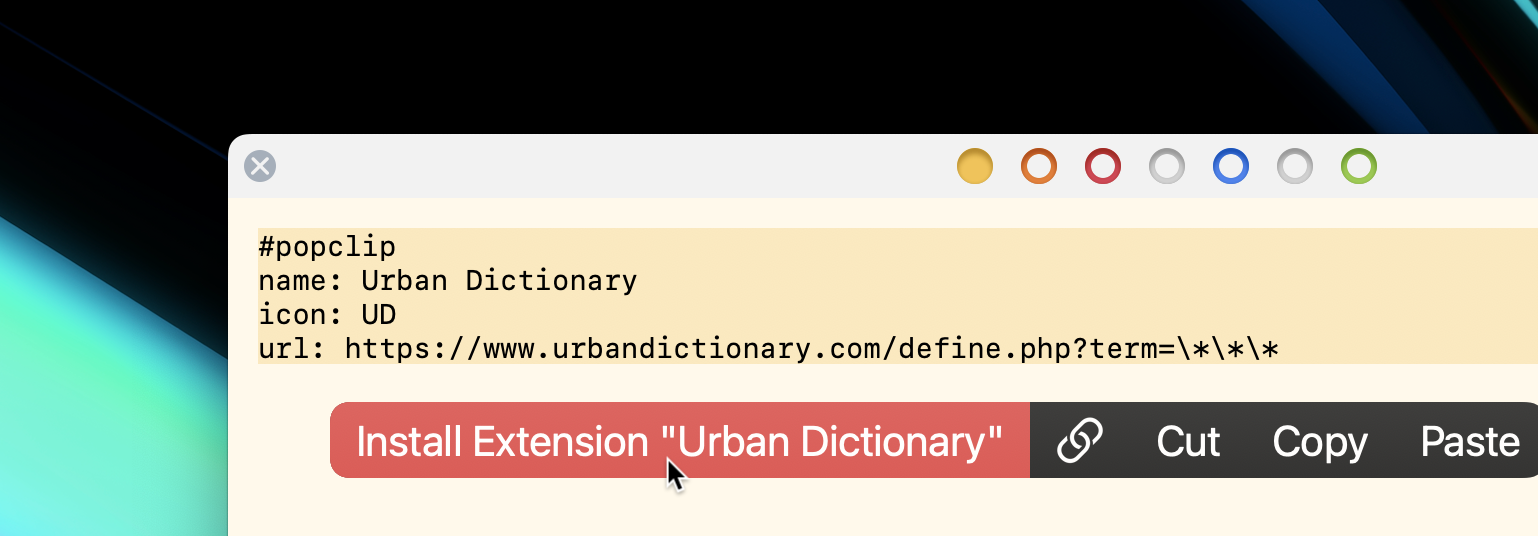 #popclip
name: Urban Dictionary
icon: UD
url: https://www.urbandictionary.com/define.php?term=\*\*\*
Install Extension "Urban Dictionary" Cut Copy Paste